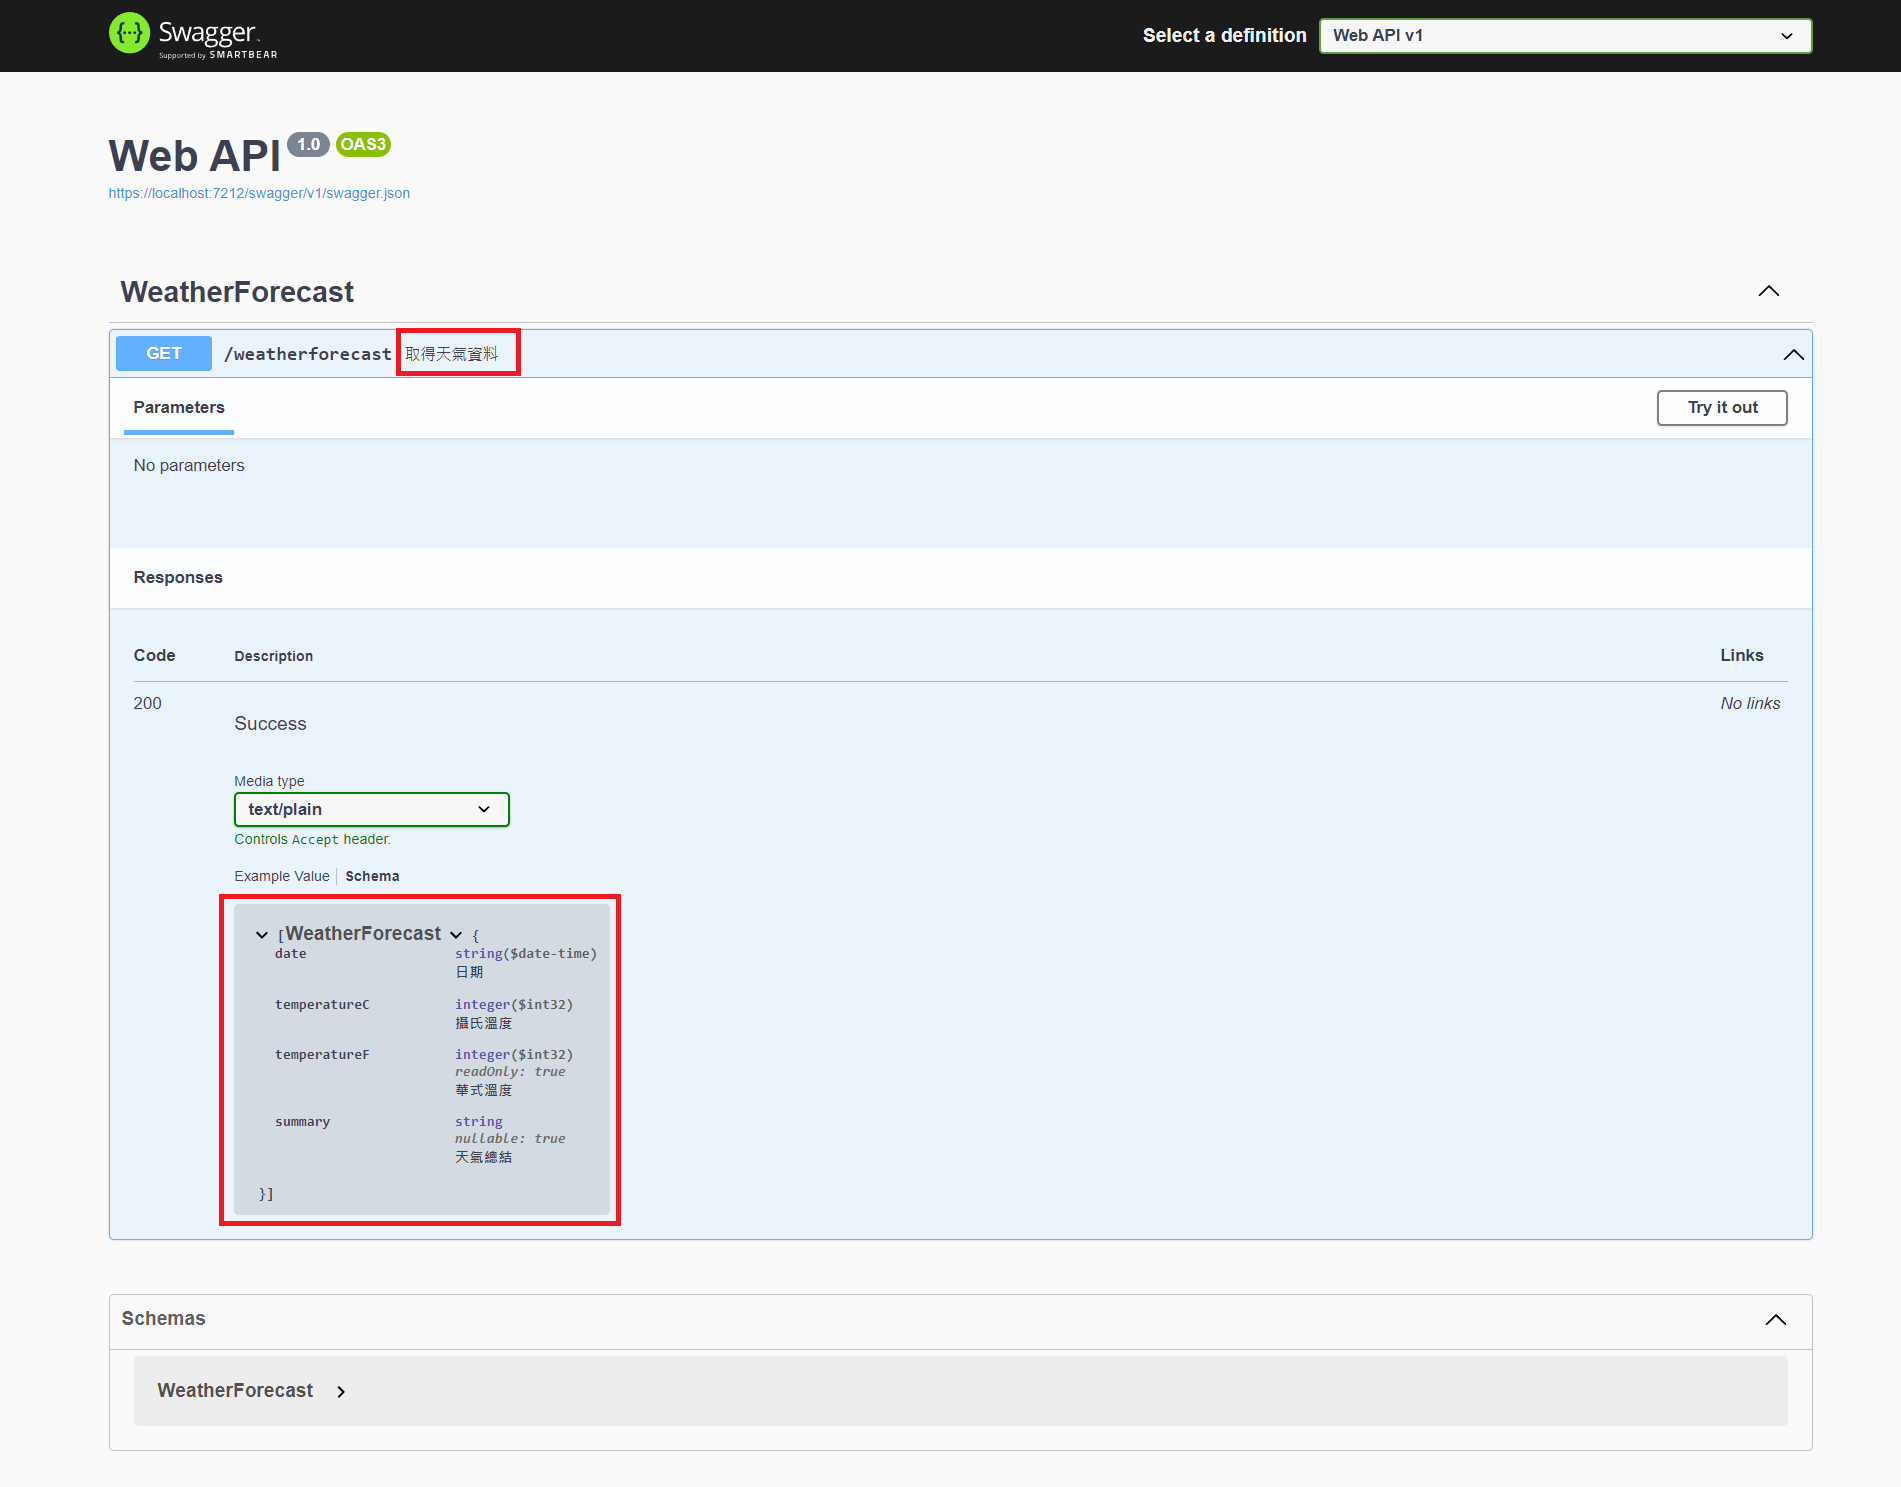 Swagger
Supported by SMARTBEAR
Select a definition
Web API v1
Web API 1.0 OAS3
https://localhost:7212/swagger/v1/swagger.json
WeatherForecast
GET /weatherforecast 取得天氣資料
Parameters
Try it out
No parameters
Responses
Code Description Links
200 Success No links
Media type
text/plain
Controls Accept header.
Example Value Schema
[WeatherForecast {
date string($date-time)
日期
temperatureC integer($int32)
攝氏溫度
temperatureF integer($int32)
readOnly: true
華式溫度
summary string
nullable: true
天氣總結
}]
Schemas
WeatherForecast